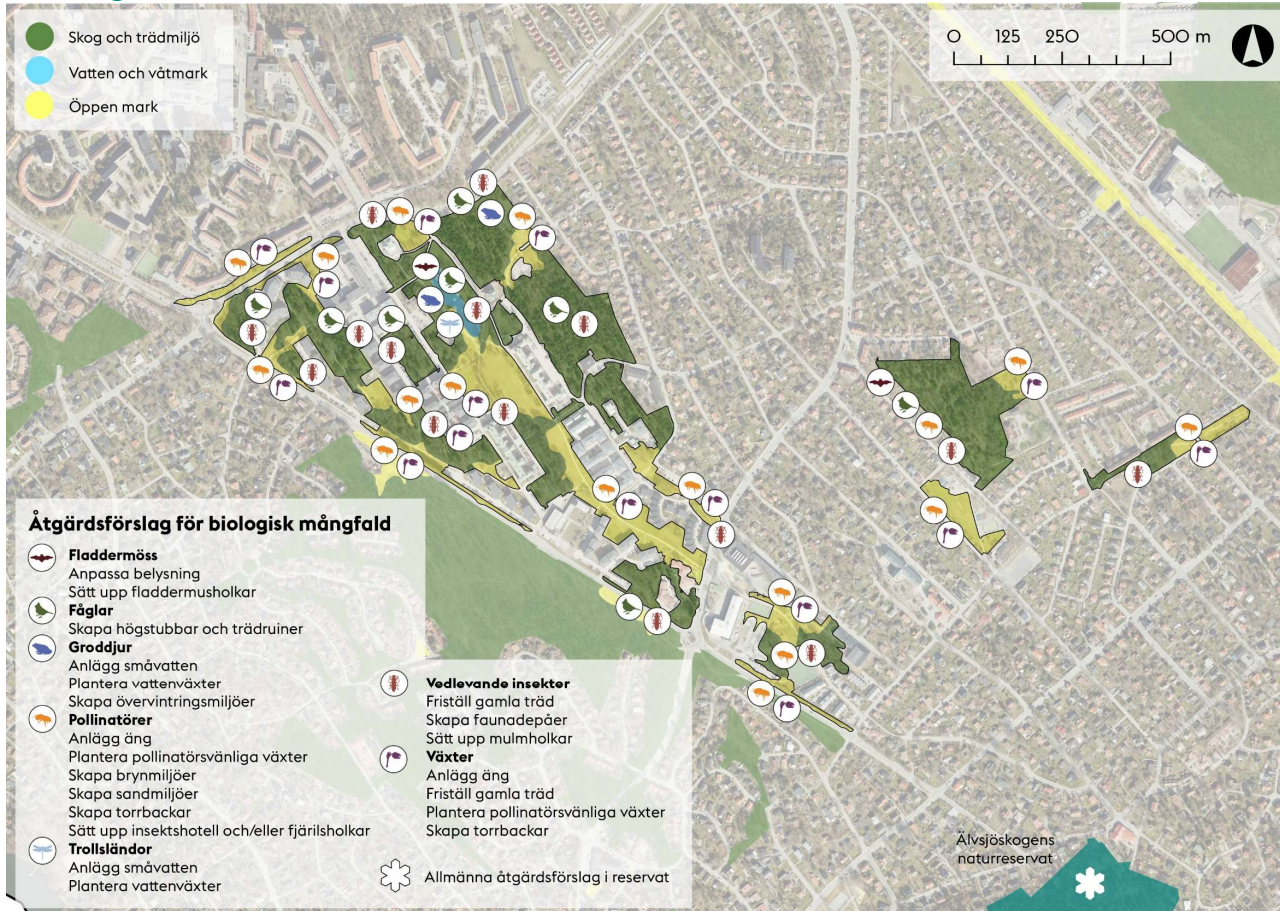 Skog och trädmiljö
Vatten och våtmark
Öppen mark
0 125 250 500 m
Åtgärdsförslag för biologisk mångfald
Fladdermöss
Anpassa belysning
Sätt upp fladdermusholkar
Fåglar
Skapa högstubbar och trädruiner
Groddjur
Anlägg småvatten
Plantera vattenväxter
Skapa övervintringsmiljöer
Pollinatörer
Anlägg äng
Plantera pollinatörsvänliga växter
Skapa brynmiljöer
Skapa sandmiljöer
Skapa torrbackar
Sätt upp insektshotell och/eller fjärilsholkar
Trollsländor
Anlägg småvatten
Plantera vattenväxter
Vedlevande insekter
Friställ gamla träd
Skapa faunadepåer
Sätt upp mulmholkar
Växter
Anlägg äng
Friställ gamla träd
Plantera pollinatörsvänliga växter
Skapa torrbackar
Allmänna åtgärdsförslag i reservat
Älvsjöskogens
naturreservat